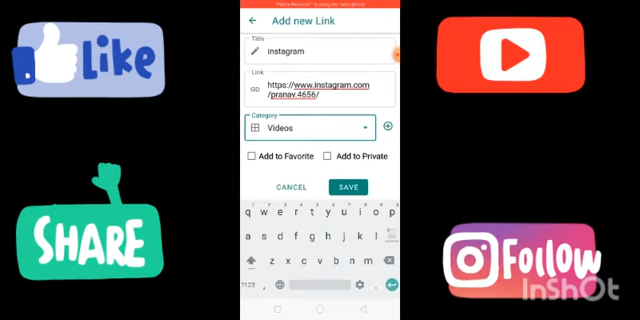 Like
SHARE
Follow
InShOt
Add new Link
Title
instagram
Link
https://www.instagram.com
/pranav.4656/
Category
Videos
Add to Favorite
Add to Private
CANCEL
SAVE
q w e r t y u i o p
a s d f g h j k l
z x c v b n m
?123 , .